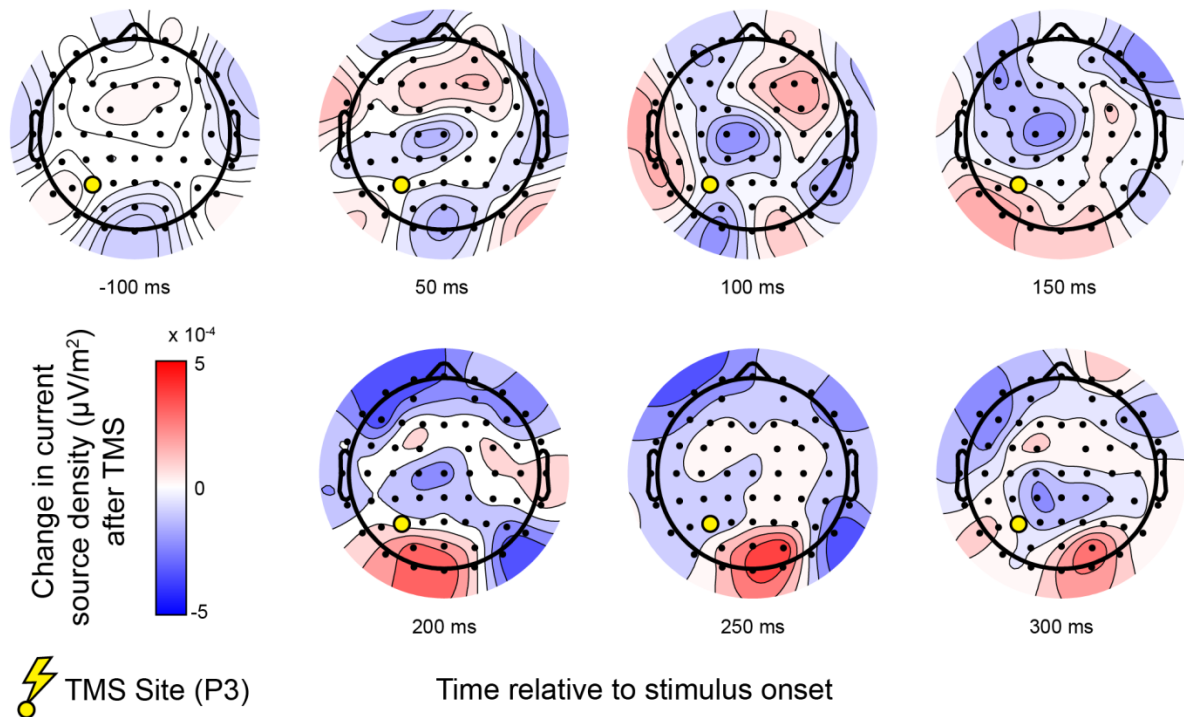 -100 ms
50 ms
100 ms
150 ms
Change in current
source density (µV/m²)
after TMS
x 10⁻⁴
5
0
-5
200 ms
250 ms
300 ms
TMS Site (P3)
Time relative to stimulus onset